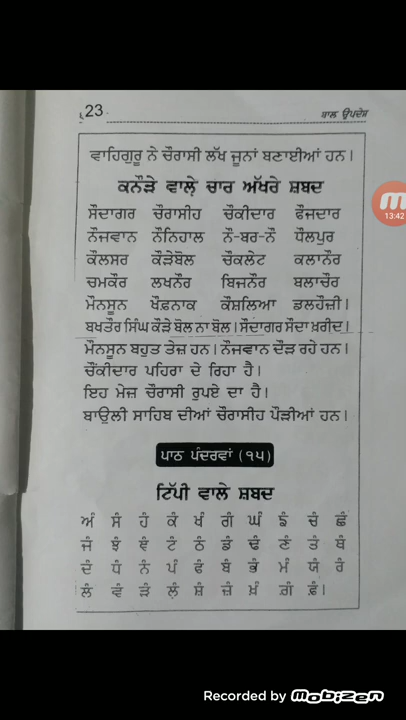 23
ਬਾਲ ਉਪਦੇਸ਼
ਵਾਹਿਗੁਰੂ ਨੇ ਚੌਰਾਸੀ ਲੱਖ ਜੂਨਾਂ ਬਣਾਈਆਂ ਹਨ।
ਕਨੌੜੇ ਵਾਲੇ਼ ਚਾਰ ਅੱਖਰੇ ਸ਼ਬਦ
ਸੌਦਾਗਰ ਚੌਰਾਸੀਹ ਚੌਕੀਦਾਰ ਫੌਜਦਾਰ
ਨੌਜਵਾਨ ਨੌਨਿਹਾਲ ਨੌ-ਬਰ-ਨੌ ਧੌਲਪੁਰ
ਕੌਲਸਰ ਕੌੜੇਬੋਲ ਚੌਕਲੇਟ ਕਲਾਨੌਰ
ਚਮਕੌਰ ਲਖਨੌਰ ਬਿਜਨੌਰ ਬਲਾਚੌਰ
ਮੌਨਸੂਨ ਖੌਫ਼ਨਾਕ ਕੌਸ਼ਲਿਆ ਡਲਹੌਜ਼ੀ।
ਬਖਤੌਰ ਸਿੰਘ ਕੌੜੇ ਬੋਲ ਨਾ ਬੋਲ। ਸੌਦਾਗਰ ਸੌਦਾ ਖ਼ਰੀਦ।
ਮੌਨਸੂਨ ਬਹੁਤ ਤੇਜ਼ ਹਨ। ਨੌਜਵਾਨ ਦੌੜ ਰਹੇ ਹਨ।
ਚੌਂਕੀਦਾਰ ਪਹਿਰਾ ਦੇ ਰਿਹਾ ਹੈ।
ਇਹ ਮੇਜ਼ ਚੌਰਾਸੀ ਰੁਪਏ ਦਾ ਹੈ।
ਬਾਉਲੀ ਸਾਹਿਬ ਦੀਆਂ ਚੌਰਾਸੀਹ ਪੌੜੀਆਂ ਹਨ।
ਪਾਠ ਪੰਦਰਵਾਂ (੧੫)
ਟਿੱਪੀ ਵਾਲੇ ਸ਼ਬਦ
ਅੰ ਸੰ ਹੰ ਕੰ ਖੰ ਗੰ ਘੰ ਙੰ ਚੰ ਛੰ
ਜੰ ਝੰ ਞੰ ਟੰ ਠੰ ਡੰ ਢੰ ਣੰ ਤੰ ਥੰ
ਦੰ ਧੰ ਨੰ ਪੰ ਫੰ ਬੰ ਭੰ ਮੰ ਯੰ ਰੰ
ਲੰ ਵੰ ੜੰ ਲ਼ੰ ਸ਼ੰ ਜ਼ੰ ਖ਼ੰ ਗ਼ੰ ਫ਼ੰ।
13:42
Recorded by mobizen